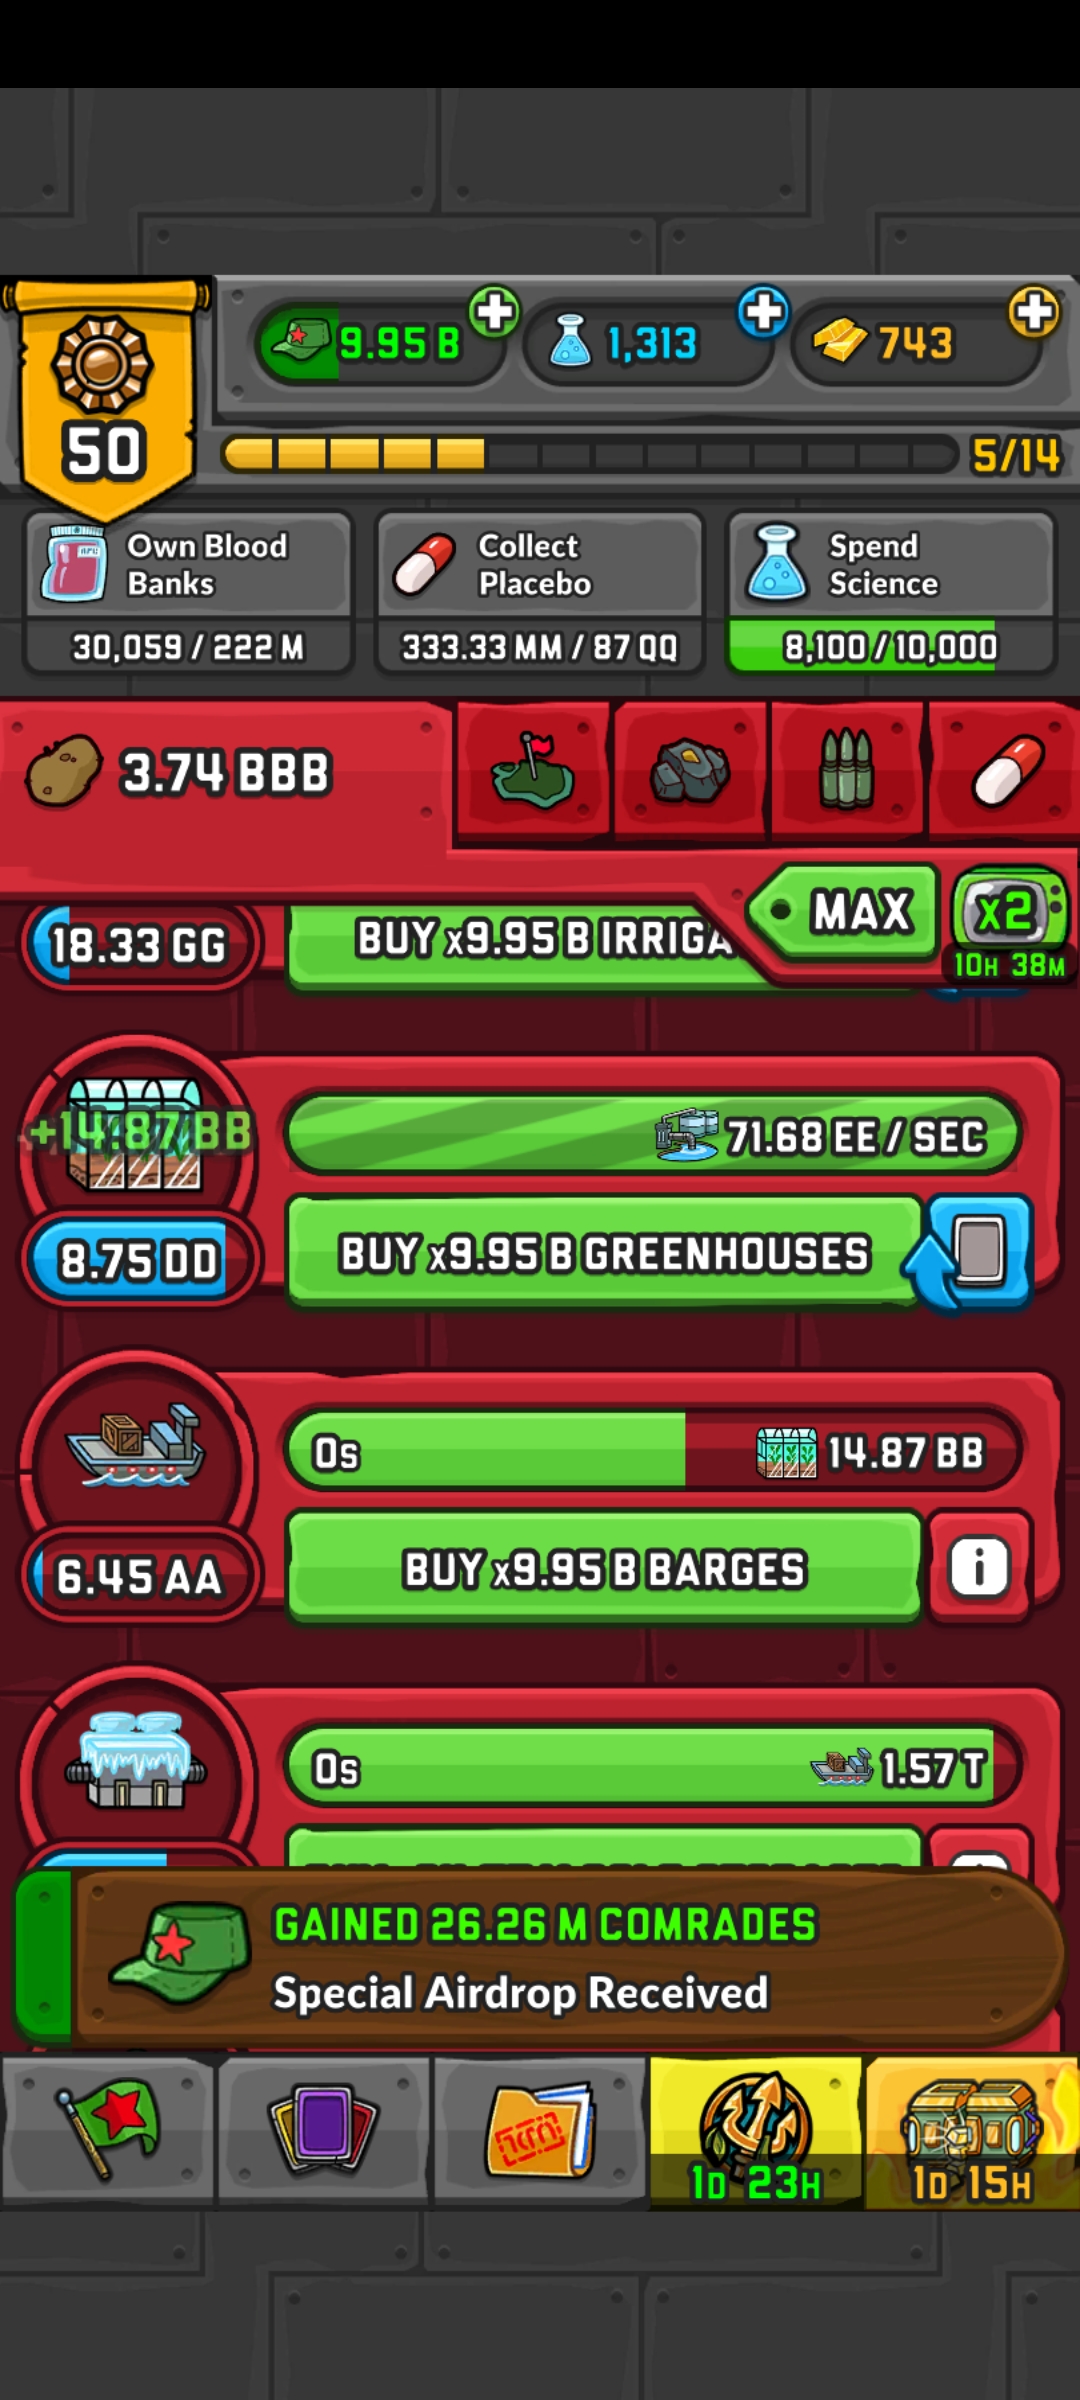 9.95 B
1,313
743
50
5/14
Own Blood
Banks
30,059 / 222 M
Collect
Placebo
333.33 MM / 87 QQ
Spend
Science
8,100 / 10,000
3.74 BBB
MAX
x2
10H 38M
18.33 GG
BUY x9.95 B IRRIGA
+14.87 BB
71.68 EE / SEC
8.75 DD
BUY x9.95 B GREENHOUSES
0s
14.87 BB
6.45 AA
BUY x9.95 B BARGES
i
0s
1.57 T
GAINED 26.26 M COMRADES
Special Airdrop Received
1D 23H
1D 15H